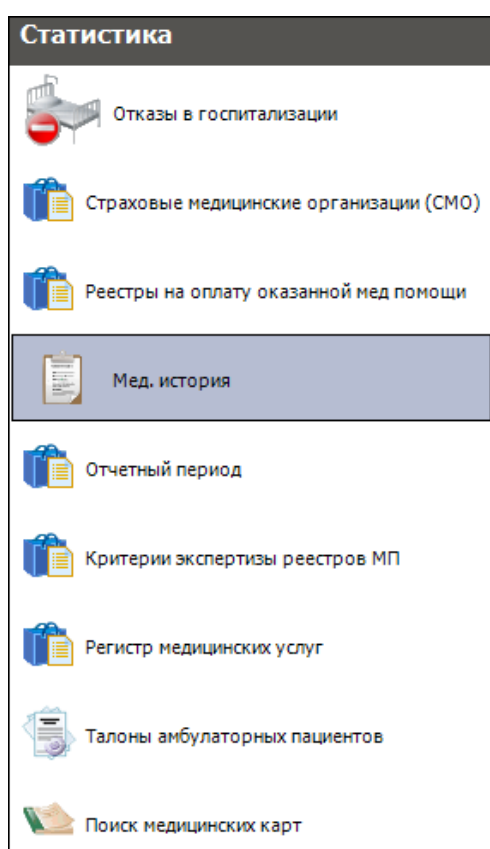 Статистика
Отказы в госпитализации
Страховые медицинские организации (СМО)
Реестры на оплату оказанной мед помощи
Мед. история
Отчетный период
Критерии экспертизы реестров МП
Регистр медицинских услуг
Талоны амбулаторных пациентов
Поиск медицинских карт